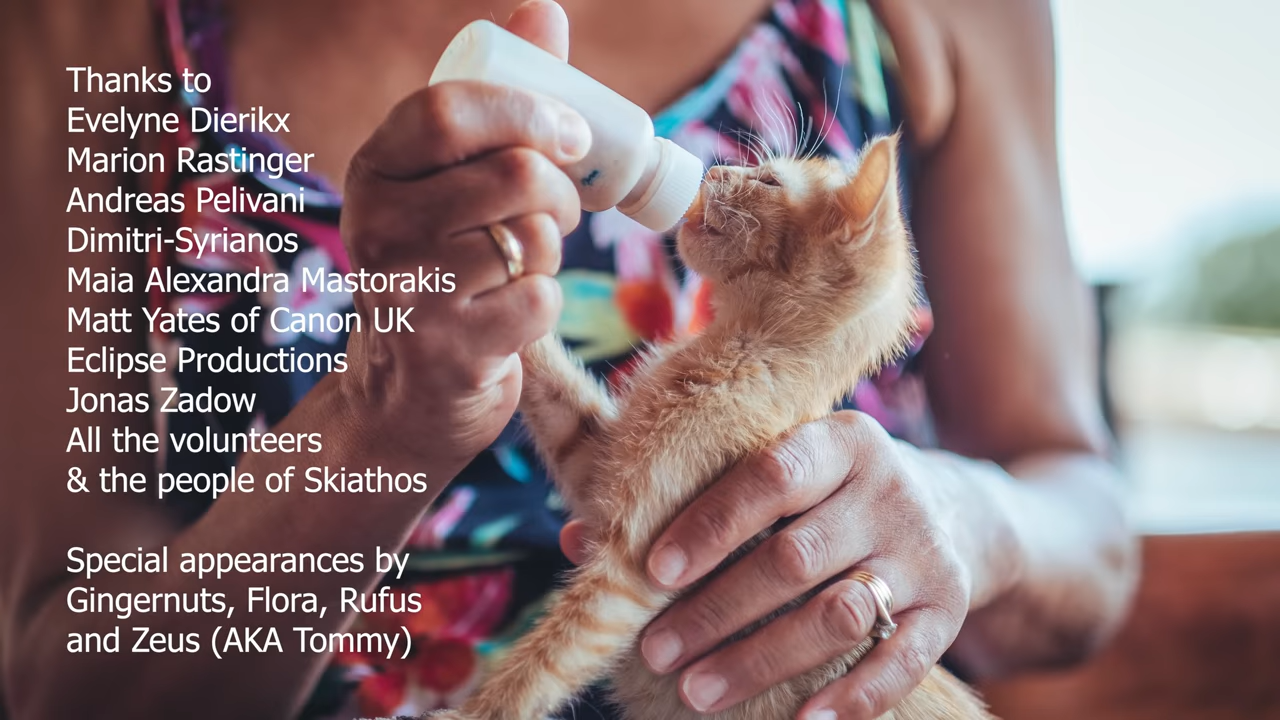 Thanks to
Evelyne Dierikx
Marion Rastinger
Andreas Pelivani
Dimitri-Syrianos
Maia Alexandra Mastorakis
Matt Yates of Canon UK
Eclipse Productions
Jonas Zadow
All the volunteers
& the people of Skiathos
Special appearances by
Gingernuts, Flora, Rufus
and Zeus (AKA Tommy)